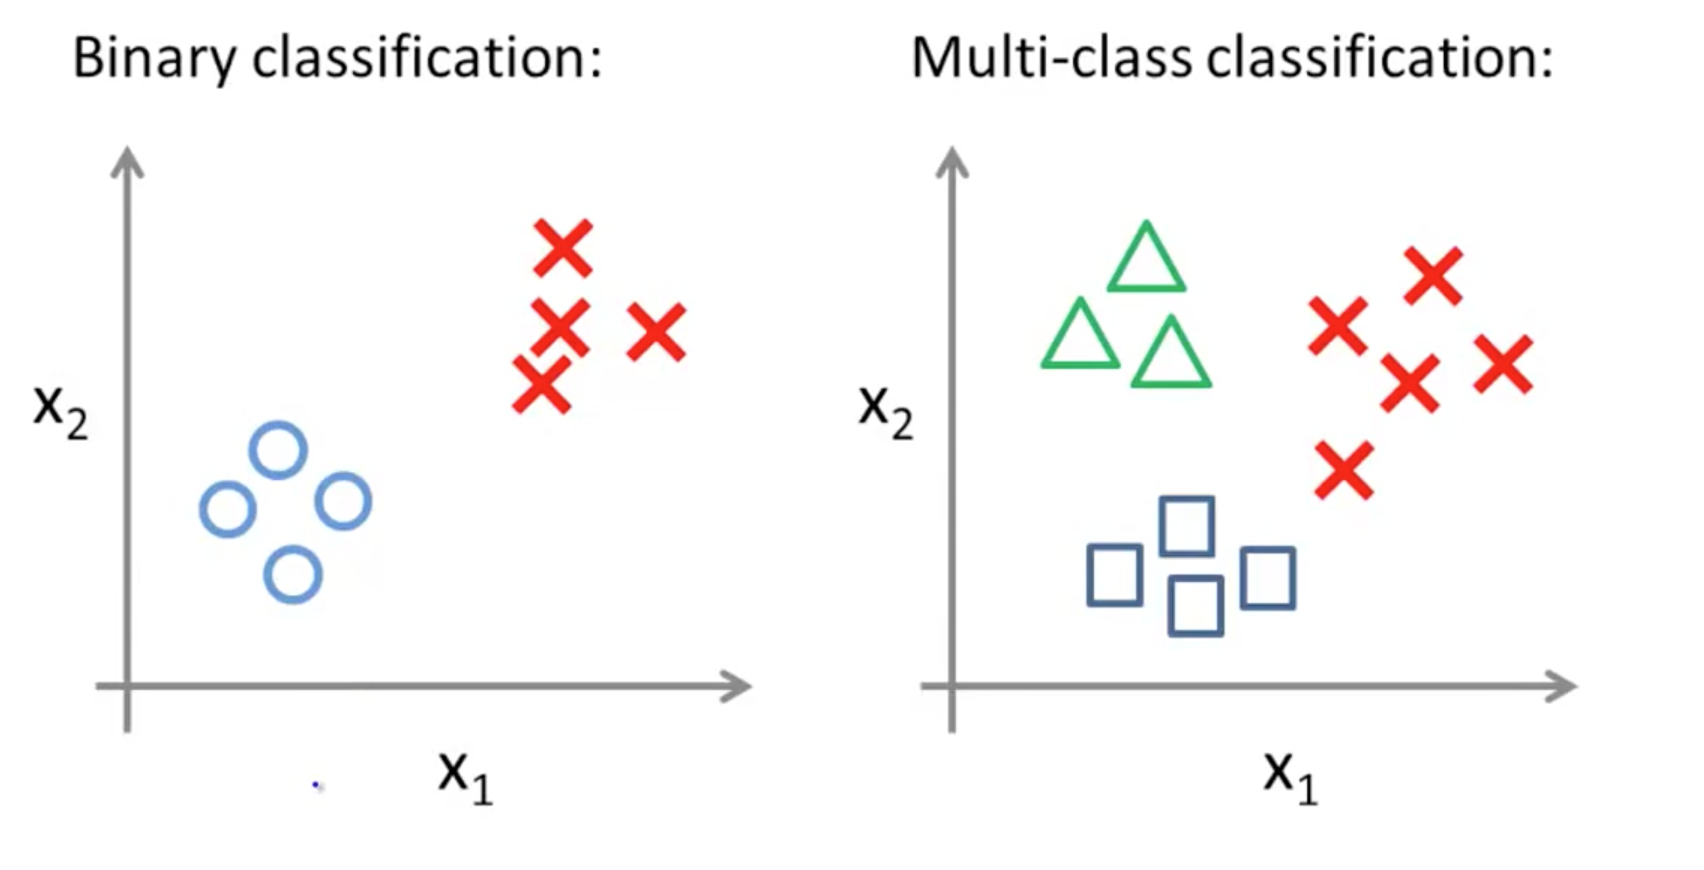 Binary classification:
x₂
x₁
Multi-class classification:
x₂
x₁